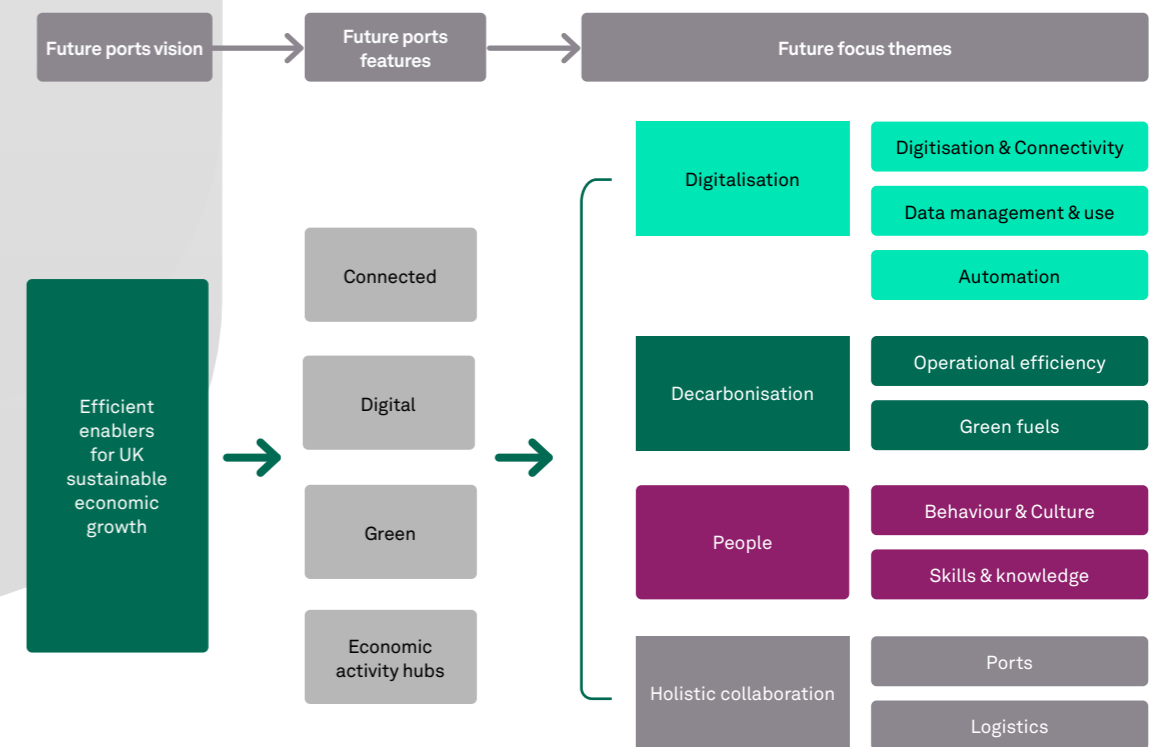 Future ports vision
Future ports
features
Future focus themes
Efficient
enablers
for UK
sustainable
economic
growth
Connected
Digital
Green
Economic
activity hubs
Digitalisation
Digitisation & Connectivity
Data management & use
Automation
Decarbonisation
Operational efficiency
Green fuels
People
Behaviour & Culture
Skills & knowledge
Holistic collaboration
Ports
Logistics